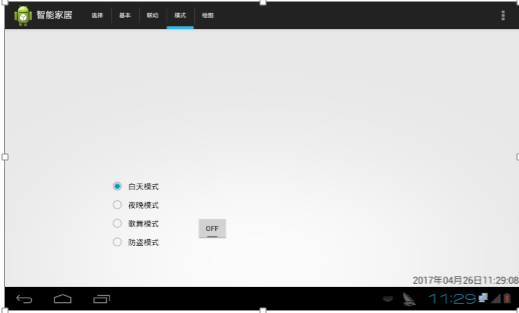 智能家居 选择 基本 联动 模式 绘图
白天模式
夜晚模式
歌舞模式
OFF
防盗模式
2017年04月26日11:29:08
11:29